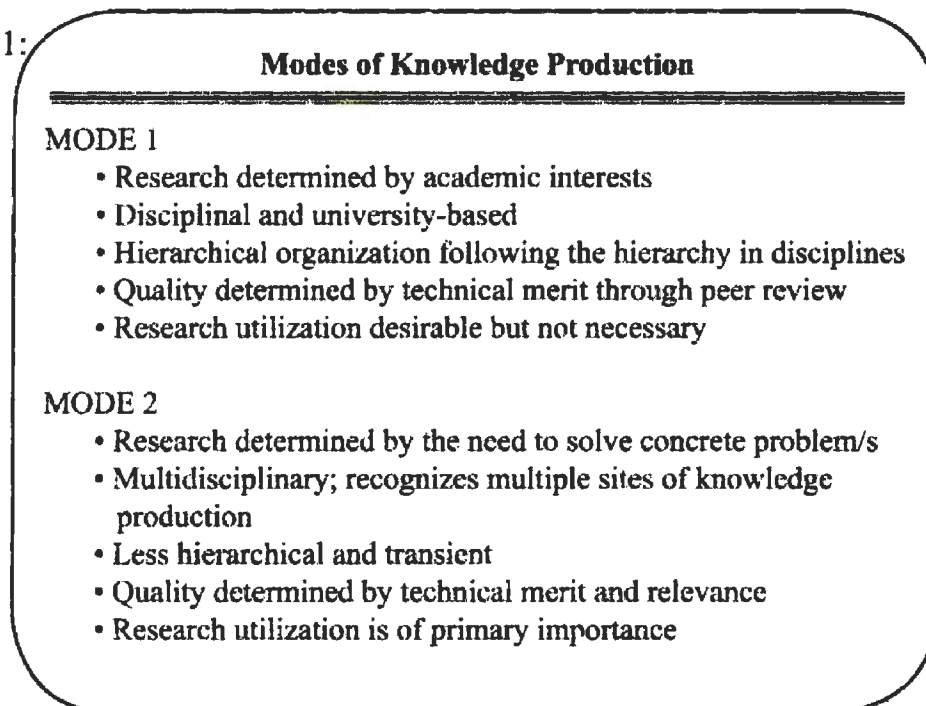 1:
Modes of Knowledge Production
MODE 1
• Research determined by academic interests
• Disciplinal and university-based
• Hierarchical organization following the hierarchy in disciplines
• Quality determined by technical merit through peer review
• Research utilization desirable but not necessary
MODE 2
• Research determined by the need to solve concrete problem/s
• Multidisciplinary; recognizes multiple sites of knowledge
production
• Less hierarchical and transient
• Quality determined by technical merit and relevance
• Research utilization is of primary importance